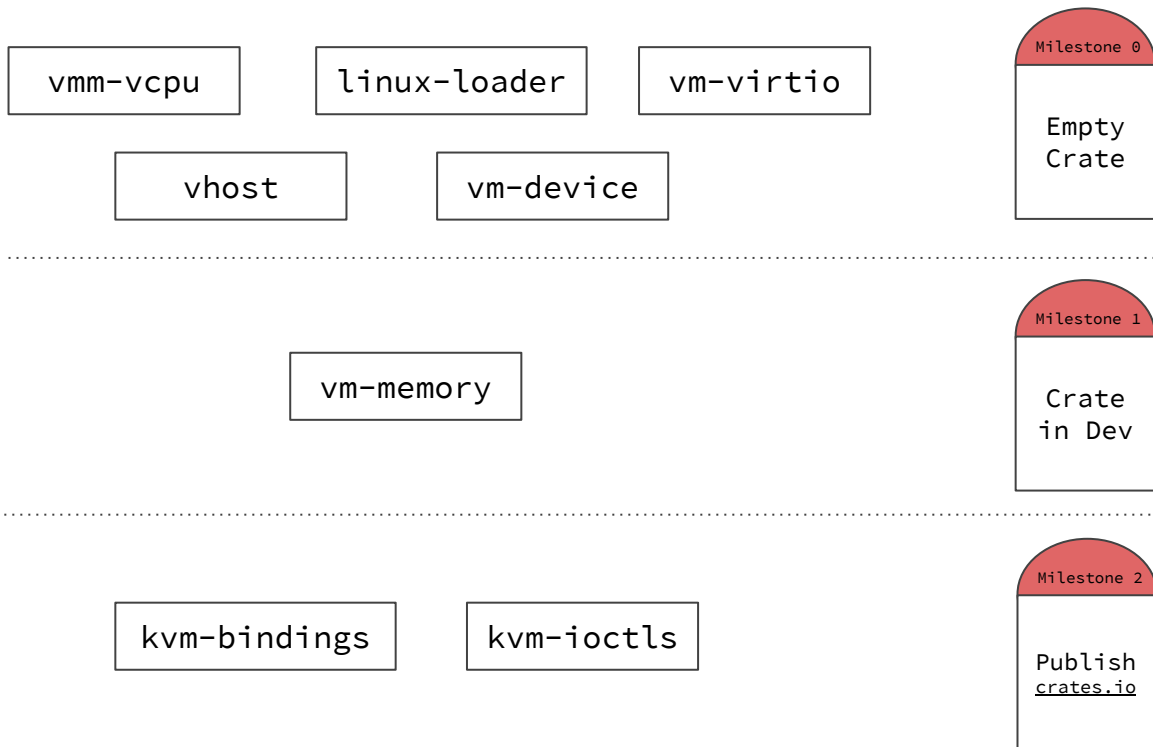 vmm-vcpu
linux-loader
vm-virtio
vhost
vm-device
Milestone 0
Empty
Crate
vm-memory
Milestone 1
Crate
in Dev
kvm-bindings
kvm-ioctls
Milestone 2
Publish
crates.io